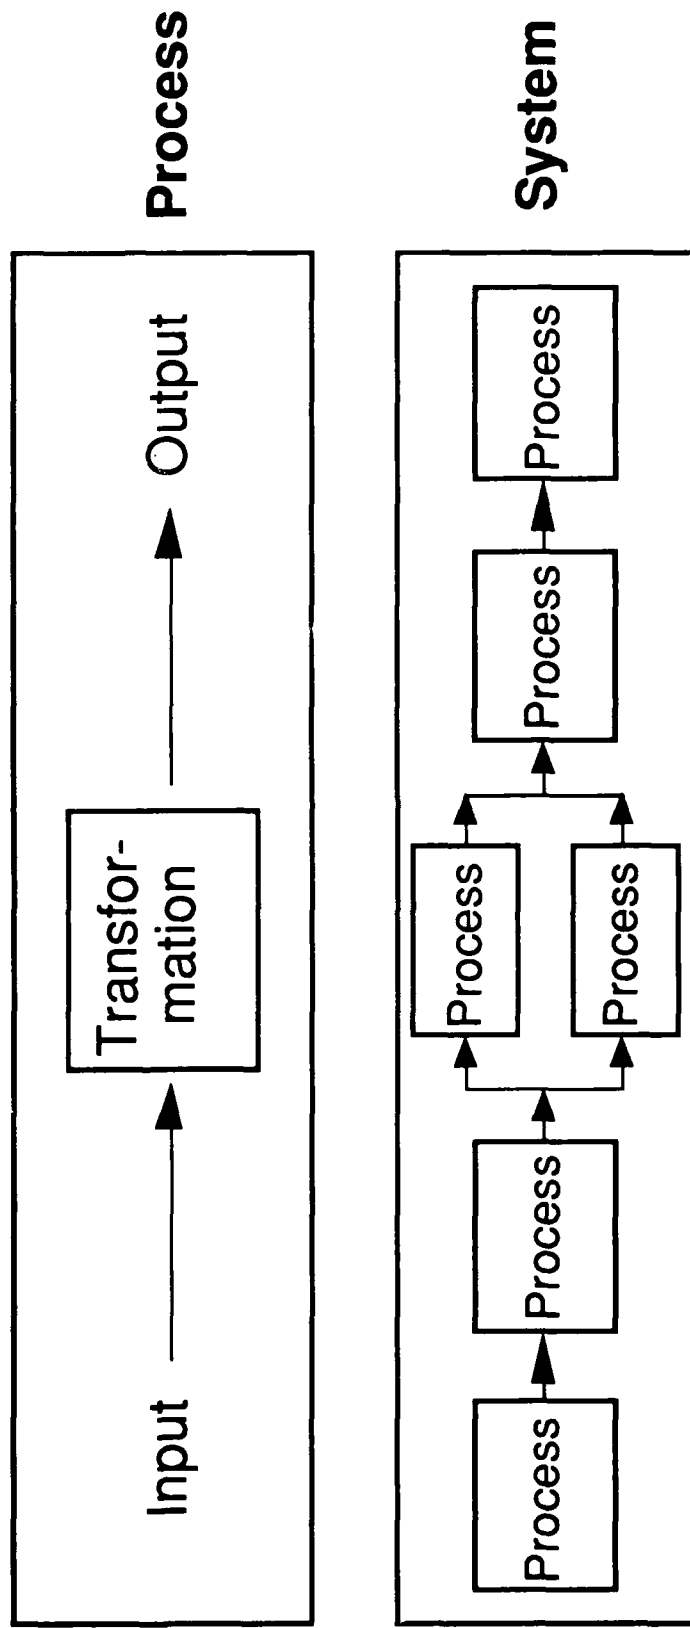 Input
Transfor-
mation
Output
Process
Process
Process
Process
Process
Process
Process
System